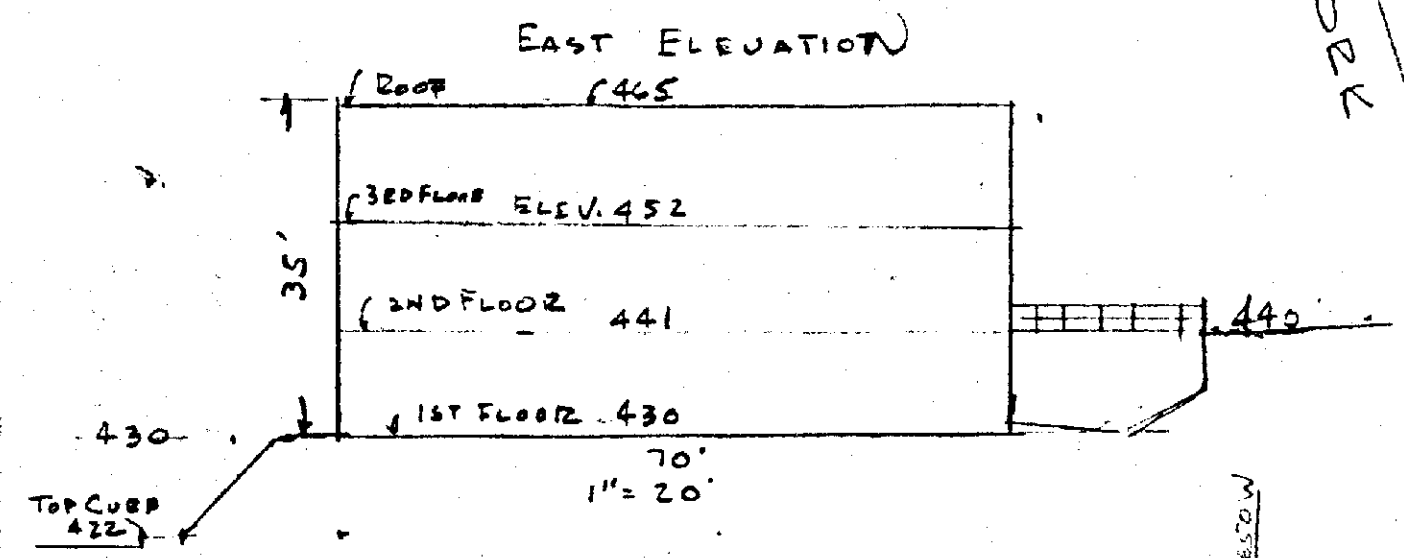 EAST ELEVATION
ROOF 465
3RD FLOOR ELEV. 452
35'
2ND FLOOR 441
440
1ST FLOOR 430
430
70'
1" = 20'
TOP CURB
422